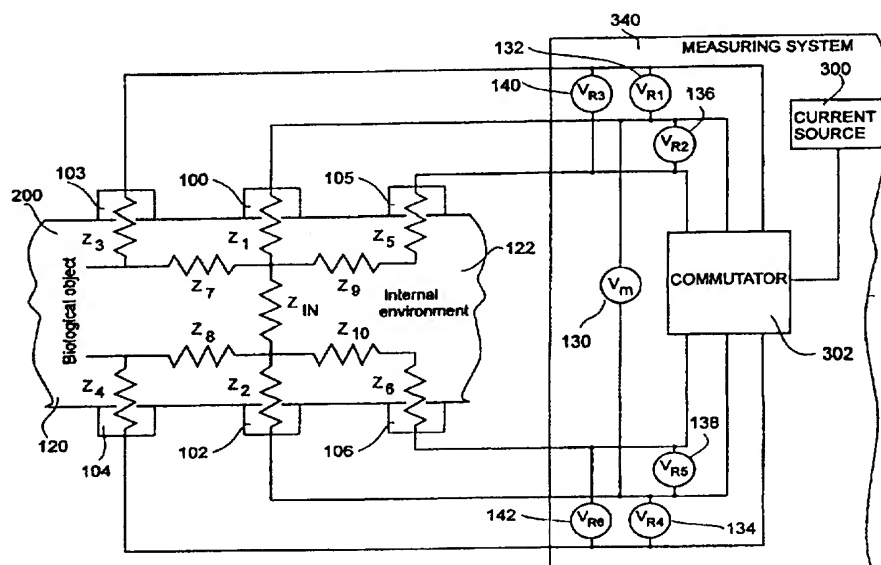 340
132
MEASURING SYSTEM
140
V_R3
V_R1
136
300
V_R2
CURRENT
SOURCE
103
100
105
200
Z_3
Z_1
Z_5
122
Z_7
Z_9
Biological object
Z_IN
Internal
environment
V_m
COMMUTATOR
130
302
Z_8
Z_10
Z_4
Z_2
Z_6
120
104
102
106
138
V_R5
142
V_R6
V_R4
134